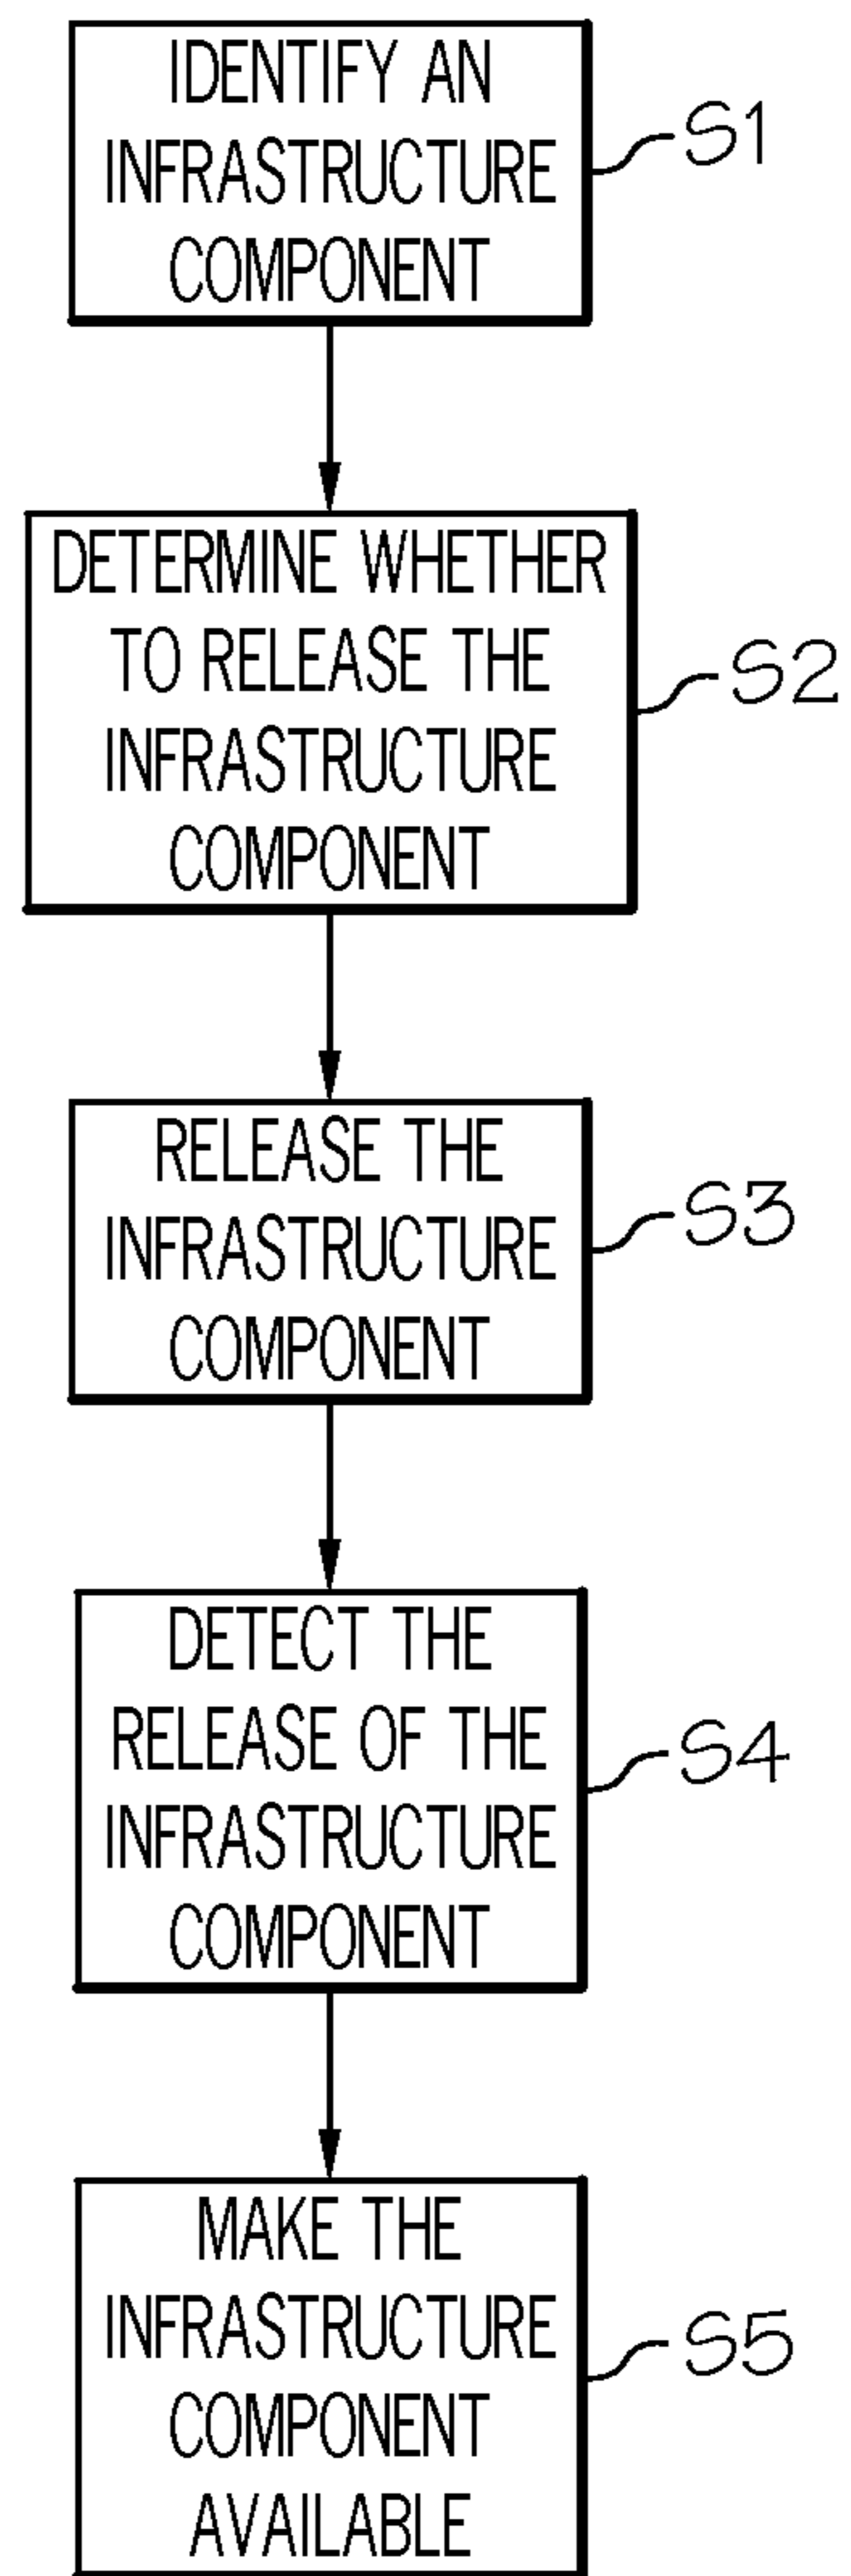 IDENTIFY AN
INFRASTRUCTURE
COMPONENT
S1
DETERMINE WHETHER
TO RELEASE THE
INFRASTRUCTURE
COMPONENT
S2
RELEASE THE
INFRASTRUCTURE
COMPONENT
S3
DETECT THE
RELEASE OF THE
INFRASTRUCTURE
COMPONENT
S4
MAKE THE
INFRASTRUCTURE
COMPONENT
AVAILABLE
S5